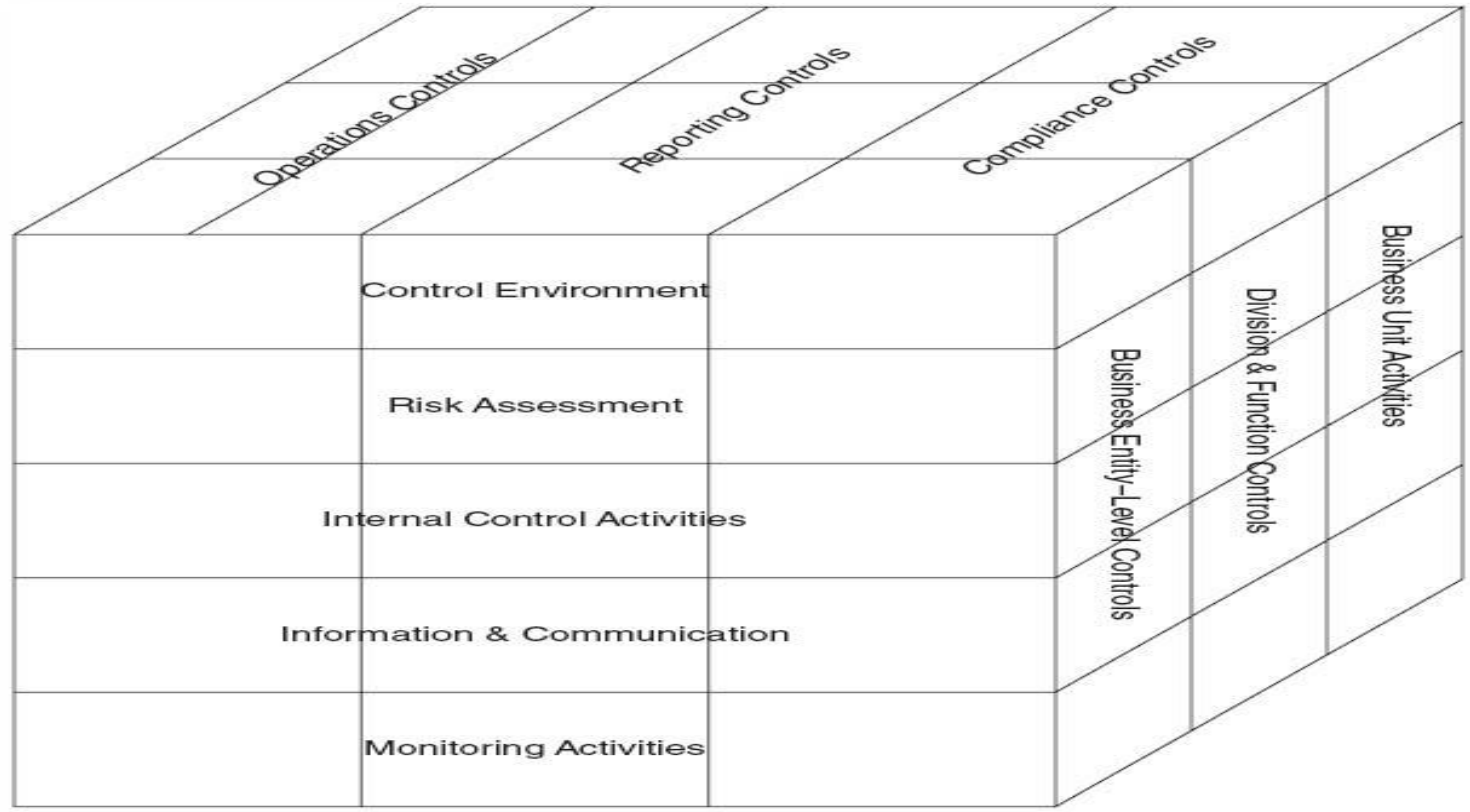 Operations Controls
Reporting Controls
Compliance Controls
Control Environment
Risk Assessment
Internal Control Activities
Information & Communication
Monitoring Activities
Business Entity-Level Controls
Division & Function Controls
Business Unit Activities